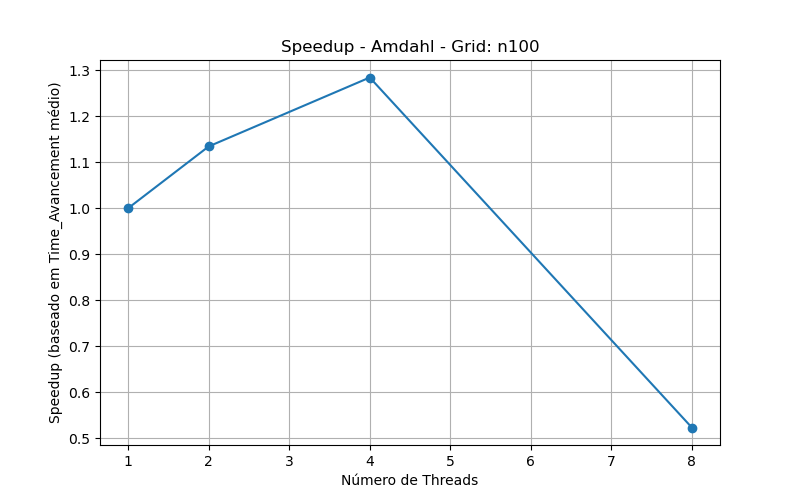 Speedup - Amdahl - Grid: n100
Speedup (baseado em Time_Avancement médio)
1.3
1.2
1.1
1.0
0.9
0.8
0.7
0.6
0.5
1 2 3 4 5 6 7 8
Número de Threads